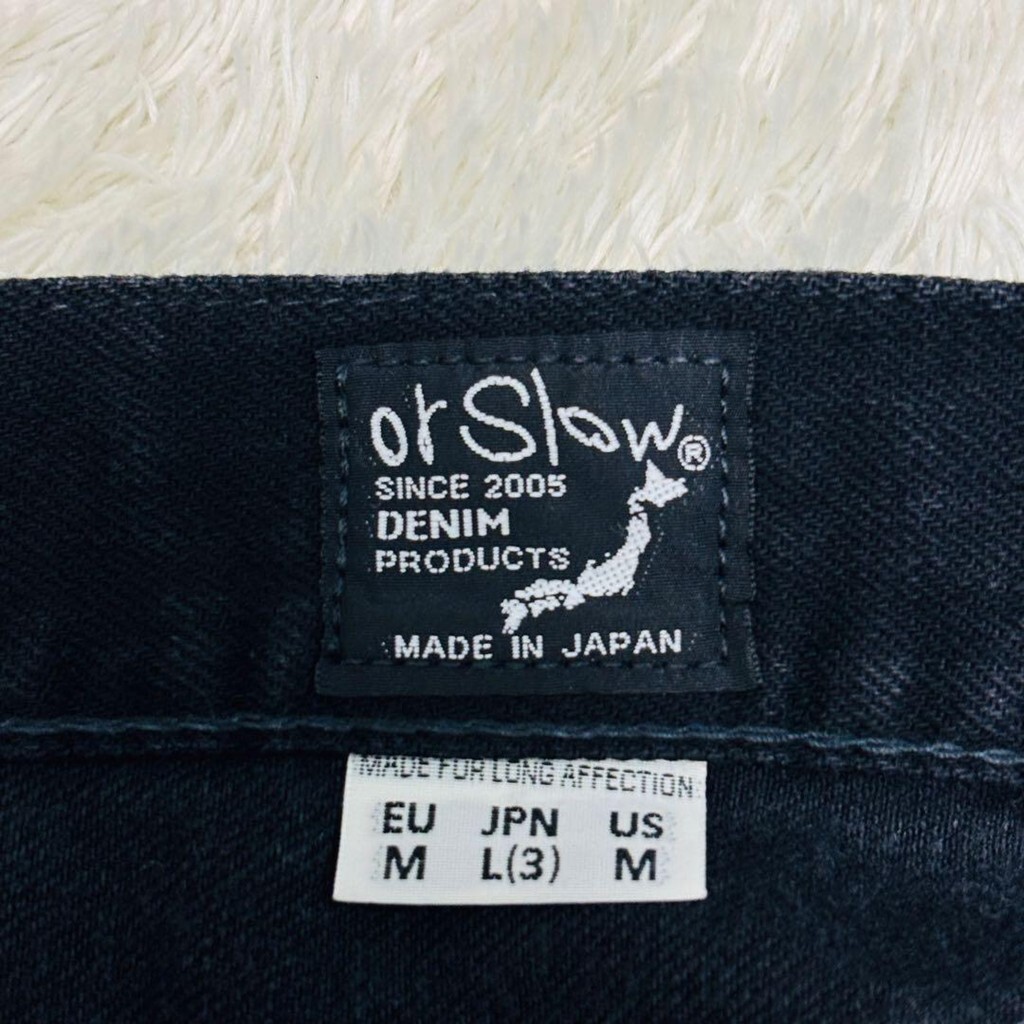 orSlow®
SINCE 2005
DENIM
PRODUCTS
MADE IN JAPAN
MADE FOR LONG AFFECTION
EU JPN US
M L(3) M